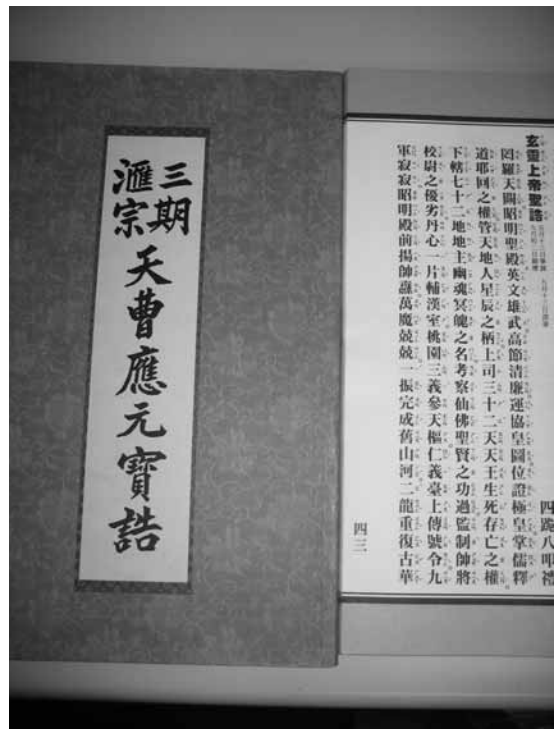 三期
滙宗
天曹應元寶誥
玄靈上帝聖誥
四跪八叩禮
罔羅天闕昭明聖殿英文雄武高節清廉運協皇圖位證極皇掌儒釋
道耶回之權管天地人星辰之柄上司三十二天天王生死存亡之權
下轄七十二地地主幽魂冥魄之名考察仙佛聖賢之功過監制帥將
校尉之優劣丹心一片輔漢室桃園三義參天樞仁義臺上傳號令九
軍寂寂昭明殿前揚帥纛萬魔兢兢一振完成舊山河二龍重復古華
四三